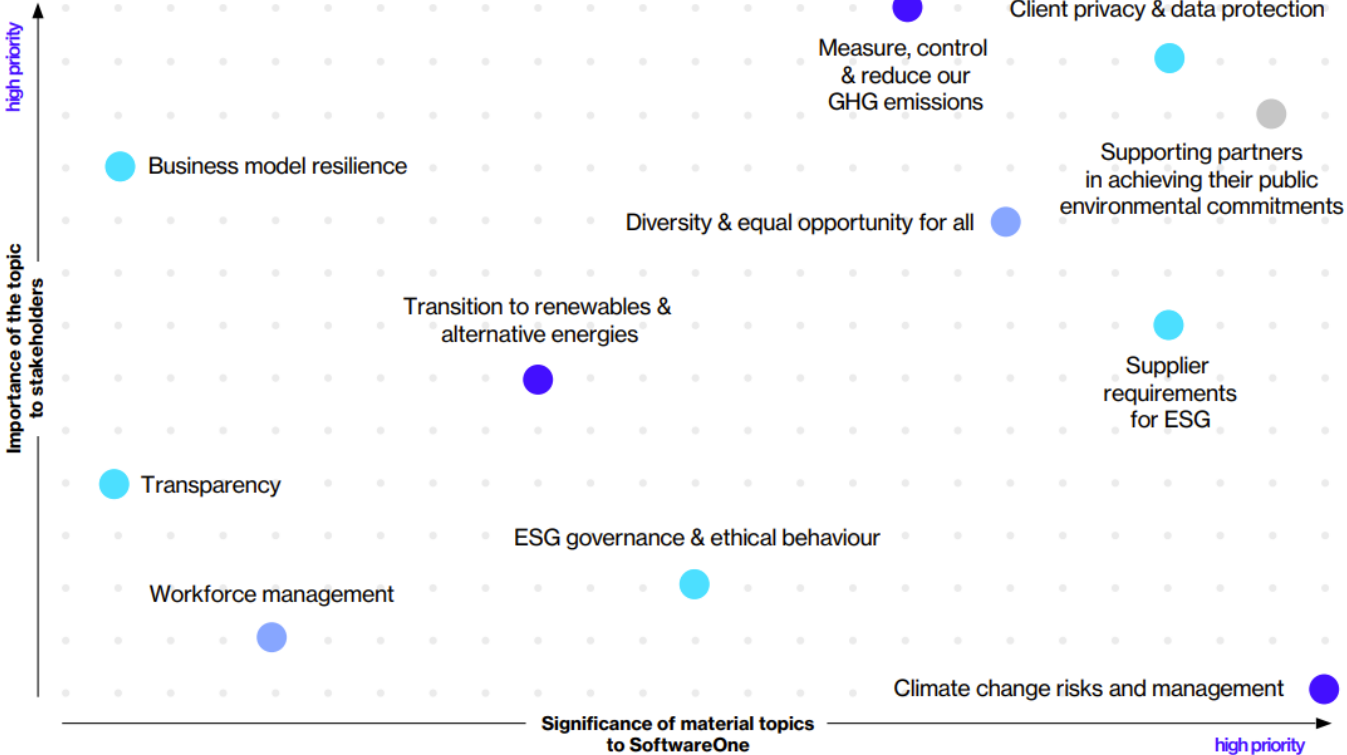 high priority
Client privacy & data protection
Measure, control
& reduce our
GHG emissions
Supporting partners
in achieving their public
environmental commitments
Business model resilience
Diversity & equal opportunity for all
Importance of the topic
to stakeholders
Transition to renewables &
alternative energies
Supplier
requirements
for ESG
Transparency
ESG governance & ethical behaviour
Workforce management
Climate change risks and management
Significance of material topics
to SoftwareOne
high priority